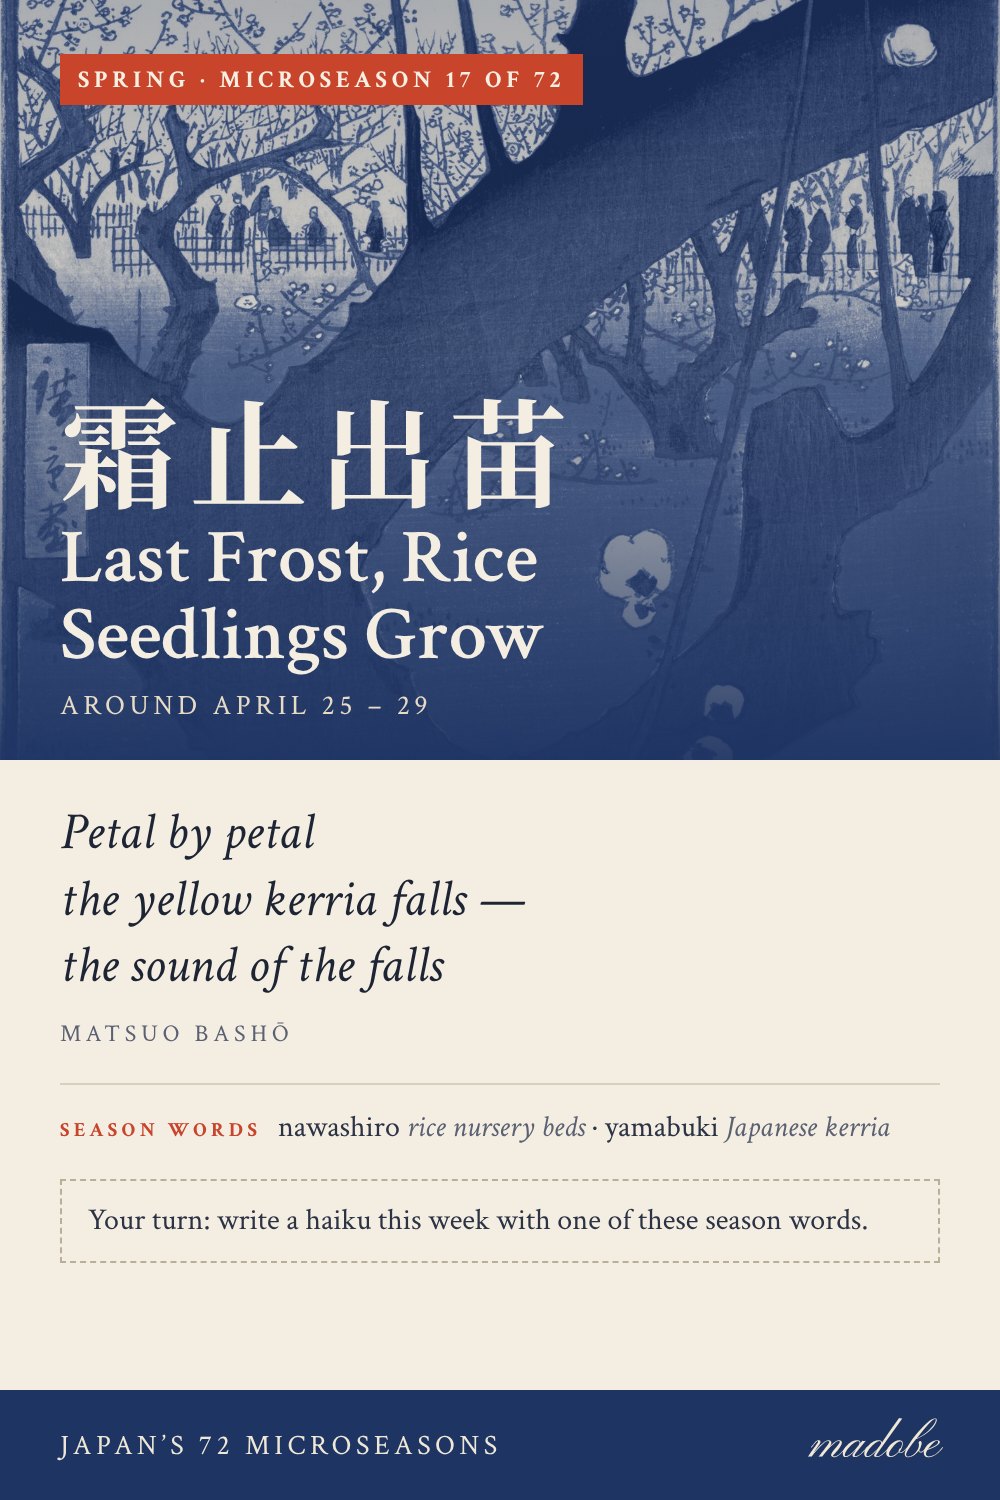 SPRING · MICROSEASON 17 OF 72
霜止出苗
Last Frost, Rice
Seedlings Grow
AROUND APRIL 25 – 29
Petal by petal
the yellow kerria falls —
the sound of the falls
MATSUO BASHŌ
SEASON WORDS nawashiro rice nursery beds · yamabuki Japanese kerria
Your turn: write a haiku this week with one of these season words.
JAPAN’S 72 MICROSEASONS
madobe